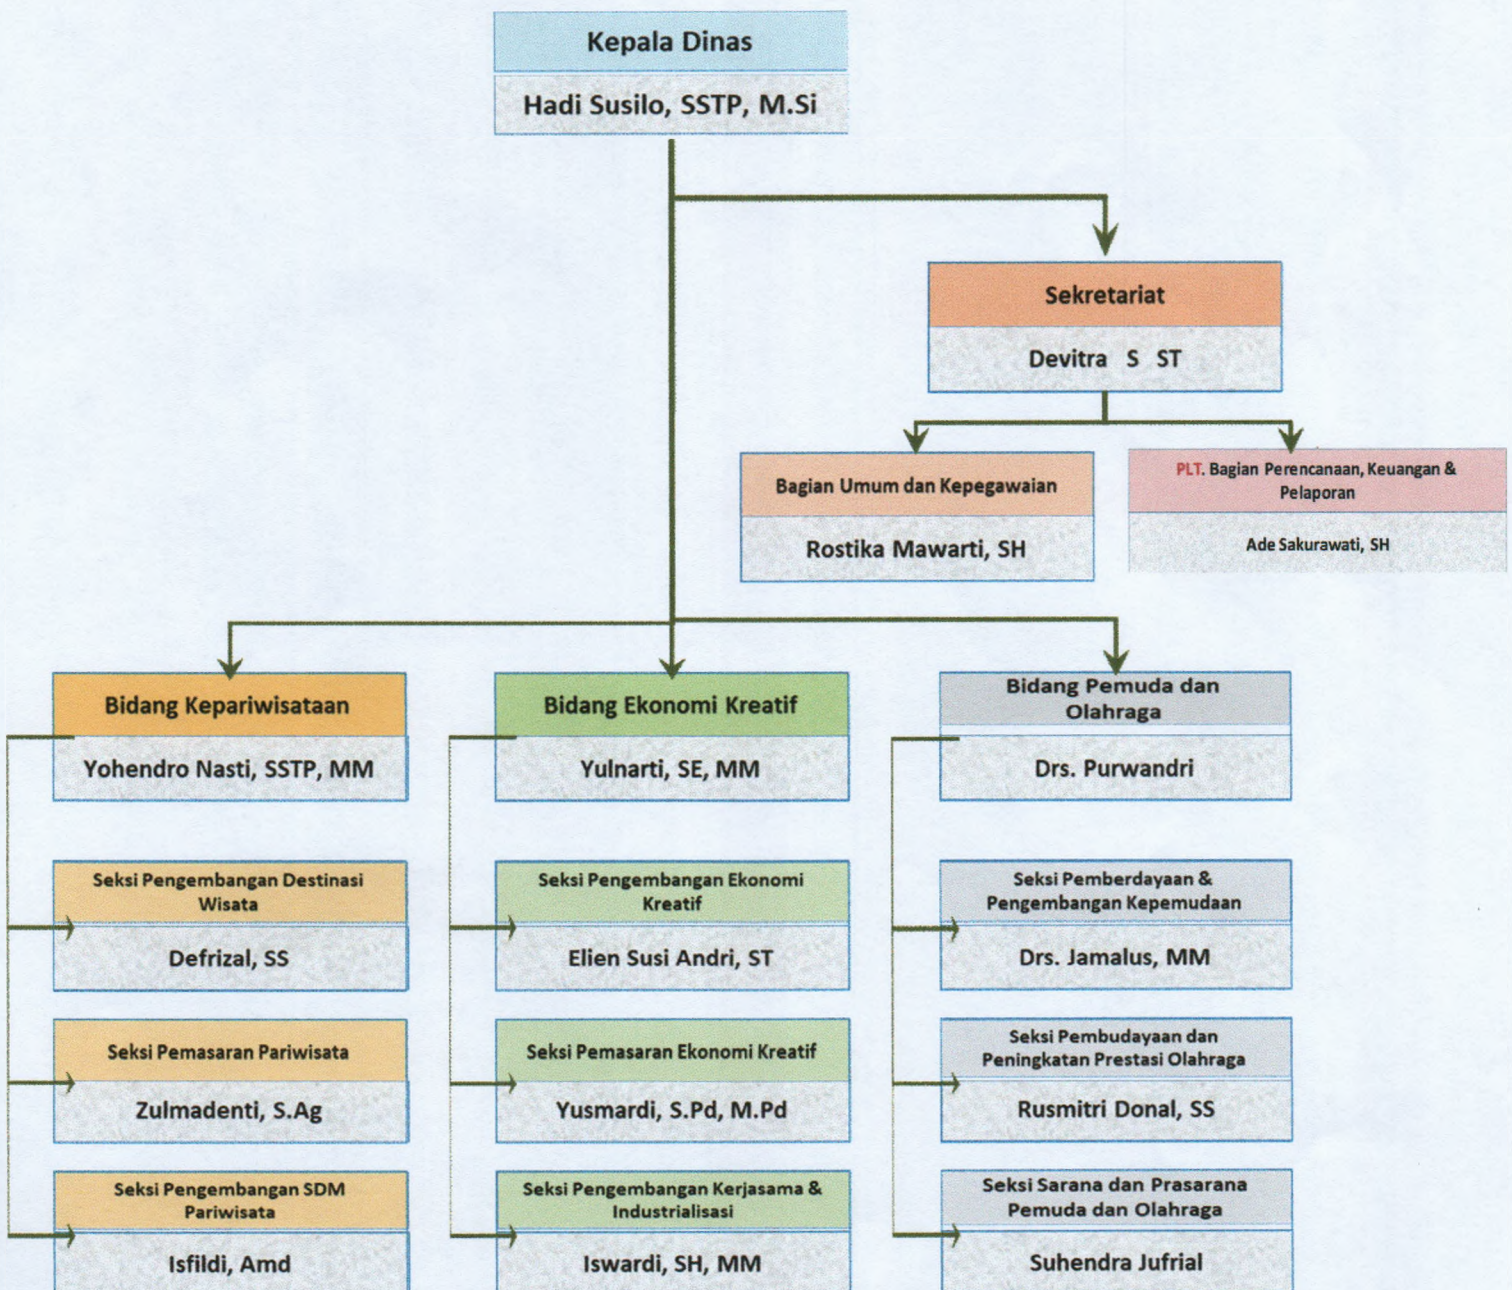 Kepala Dinas
Hadi Susilo, SSTP, M.Si
Sekretariat
Devitra S ST
Bagian Umum dan Kepegawaian
Rostika Mawarti, SH
PLT. Bagian Perencanaan, Keuangan &
Pelaporan
Ade Sakurawati, SH
Bidang Kepariwisataan
Yohendro Nasti, SSTP, MM
Seksi Pengembangan Destinasi
Wisata
Defrizal, SS
Seksi Pemasaran Pariwisata
Zulmadenti, S.Ag
Seksi Pengembangan SDM
Pariwisata
Isfildi, Amd
Bidang Ekonomi Kreatif
Yulnarti, SE, MM
Seksi Pengembangan Ekonomi
Kreatif
Elien Susi Andri, ST
Seksi Pemasaran Ekonomi Kreatif
Yusmardi, S.Pd, M.Pd
Seksi Pengembangan Kerjasama &
Industrialisasi
Iswardi, SH, MM
Bidang Pemuda dan
Olahraga
Drs. Purwandri
Seksi Pemberdayaan &
Pengembangan Kepemudaan
Drs. Jamalus, MM
Seksi Pembudayaan dan
Peningkatan Prestasi Olahraga
Rusmitri Donal, SS
Seksi Sarana dan Prasarana
Pemuda dan Olahraga
Suhendra Jufrial